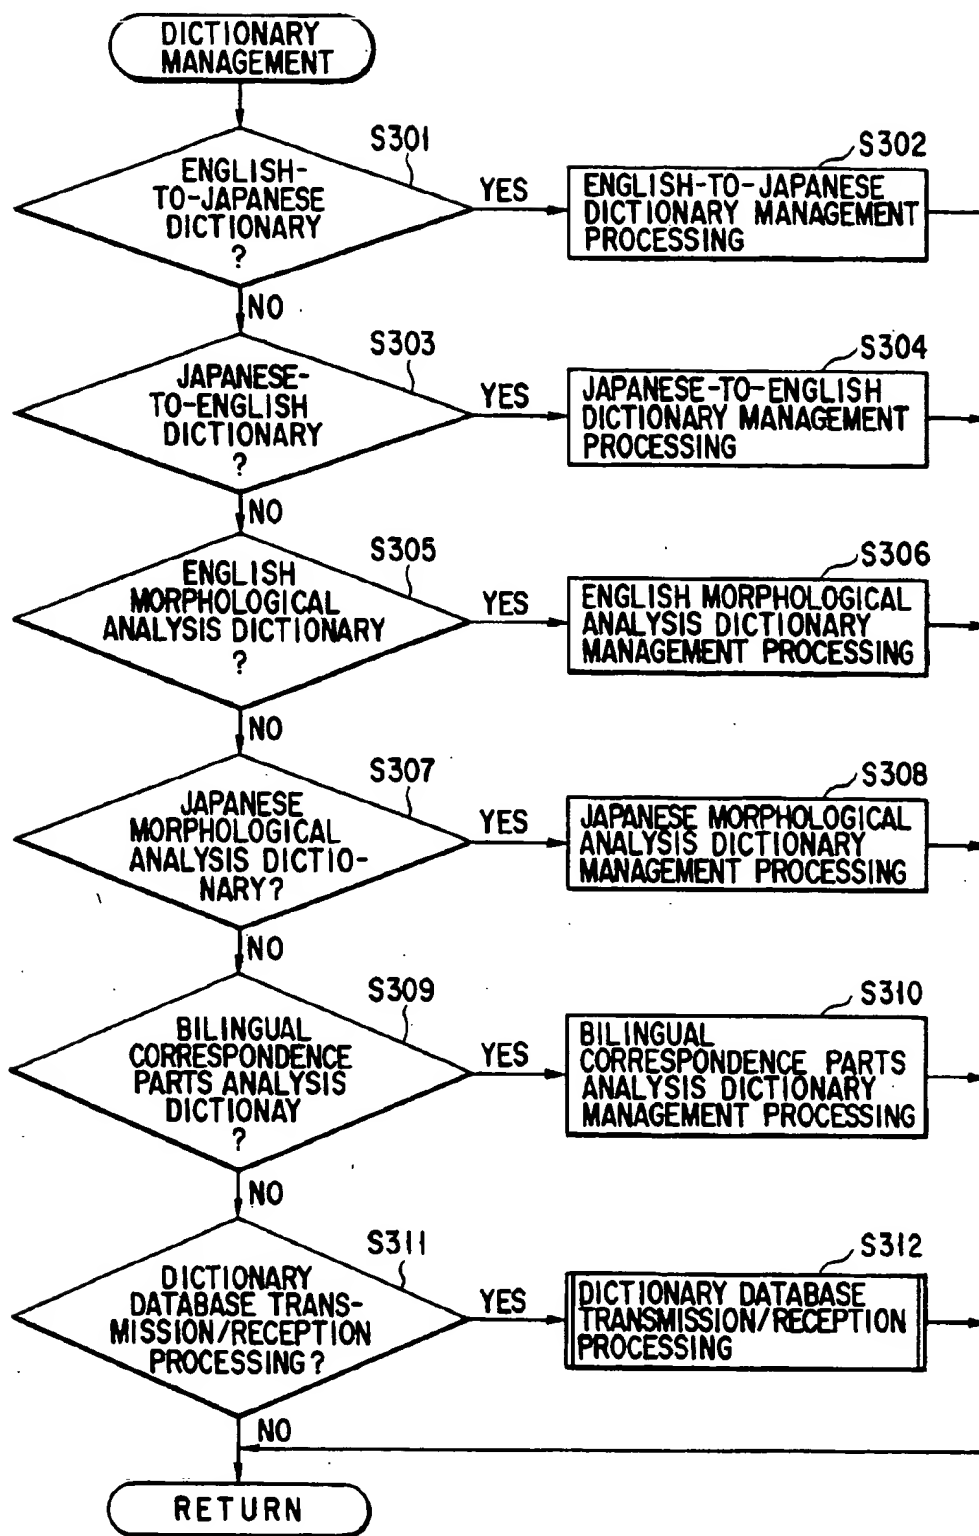 DICTIONARY
MANAGEMENT
S301
ENGLISH-
TO-JAPANESE
DICTIONARY
?
YES
S302
ENGLISH-TO-JAPANESE
DICTIONARY MANAGEMENT
PROCESSING
NO
S303
JAPANESE-
TO-ENGLISH
DICTIONARY
?
YES
S304
JAPANESE-TO-ENGLISH
DICTIONARY MANAGEMENT
PROCESSING
NO
S305
ENGLISH
MORPHOLOGICAL
ANALYSIS DICTIONARY
?
YES
S306
ENGLISH MORPHOLOGICAL
ANALYSIS DICTIONARY
MANAGEMENT PROCESSING
NO
S307
JAPANESE
MORPHOLOGICAL
ANALYSIS DICTIO-
NARY?
YES
S308
JAPANESE MORPHOLOGICAL
ANALYSIS DICTIONARY
MANAGEMENT PROCESSING
NO
S309
BILINGUAL
CORRESPONDENCE
PARTS ANALYSIS
DICTIONAY
?
YES
S310
BILINGUAL
CORRESPONDENCE PARTS
ANALYSIS DICTIONARY
MANAGEMENT PROCESSING
NO
S311
DICTIONARY
DATABASE TRANS-
MISSION/RECEPTION
PROCESSING?
YES
S312
DICTIONARY DATABASE
TRANSMISSION/RECEPTION
PROCESSING
NO
RETURN